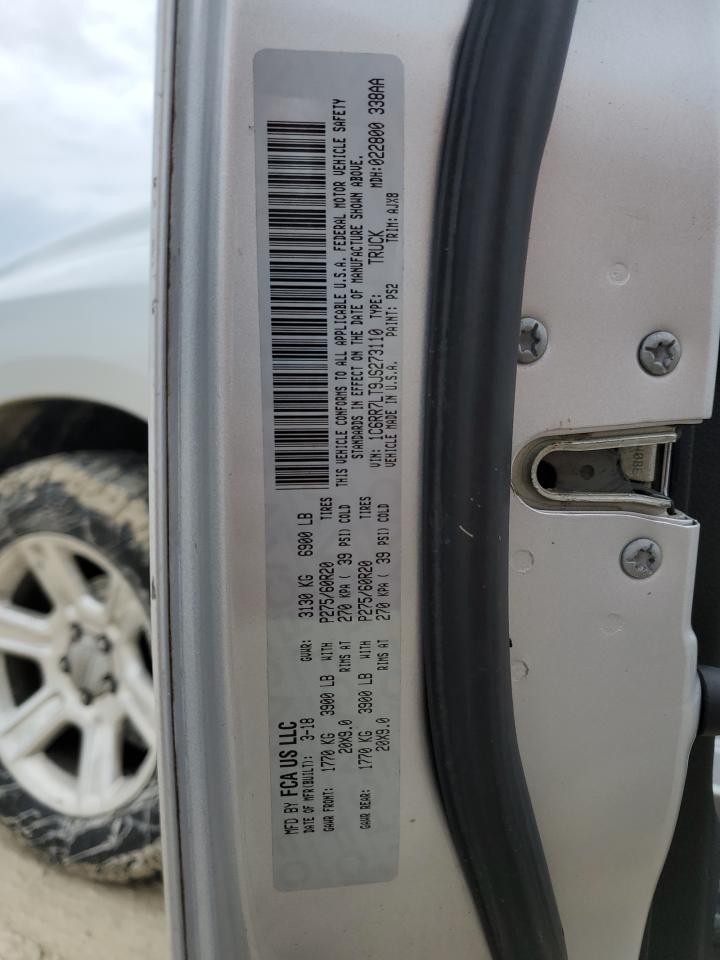 MFD BY FCA US LLC
DATE OF MFR(BUILT): 3-18 GVWR: 3130 KG 6900 LB
GAWR FRONT: 1770 KG 3900 LB WITH P275/60R20 TIRES
20X9.0 RIMS AT 270 KPA ( 39 PSI) COLD
GAWR REAR: 1770 KG 3900 LB WITH P275/60R20 TIRES
20X9.0 RIMS AT 270 KPA ( 39 PSI) COLD
THIS VEHICLE CONFORMS TO ALL APPLICABLE U.S.A. FEDERAL MOTOR VEHICLE SAFETY
STANDARDS IN EFFECT ON THE DATE OF MANUFACTURE SHOWN ABOVE.
VIN: 1C6RR7LT9JS273110 TYPE: TRUCK MDH: 022800 338AA
VEHICLE MADE IN U.S.A. PAINT: PS2 TRIM: AJX8